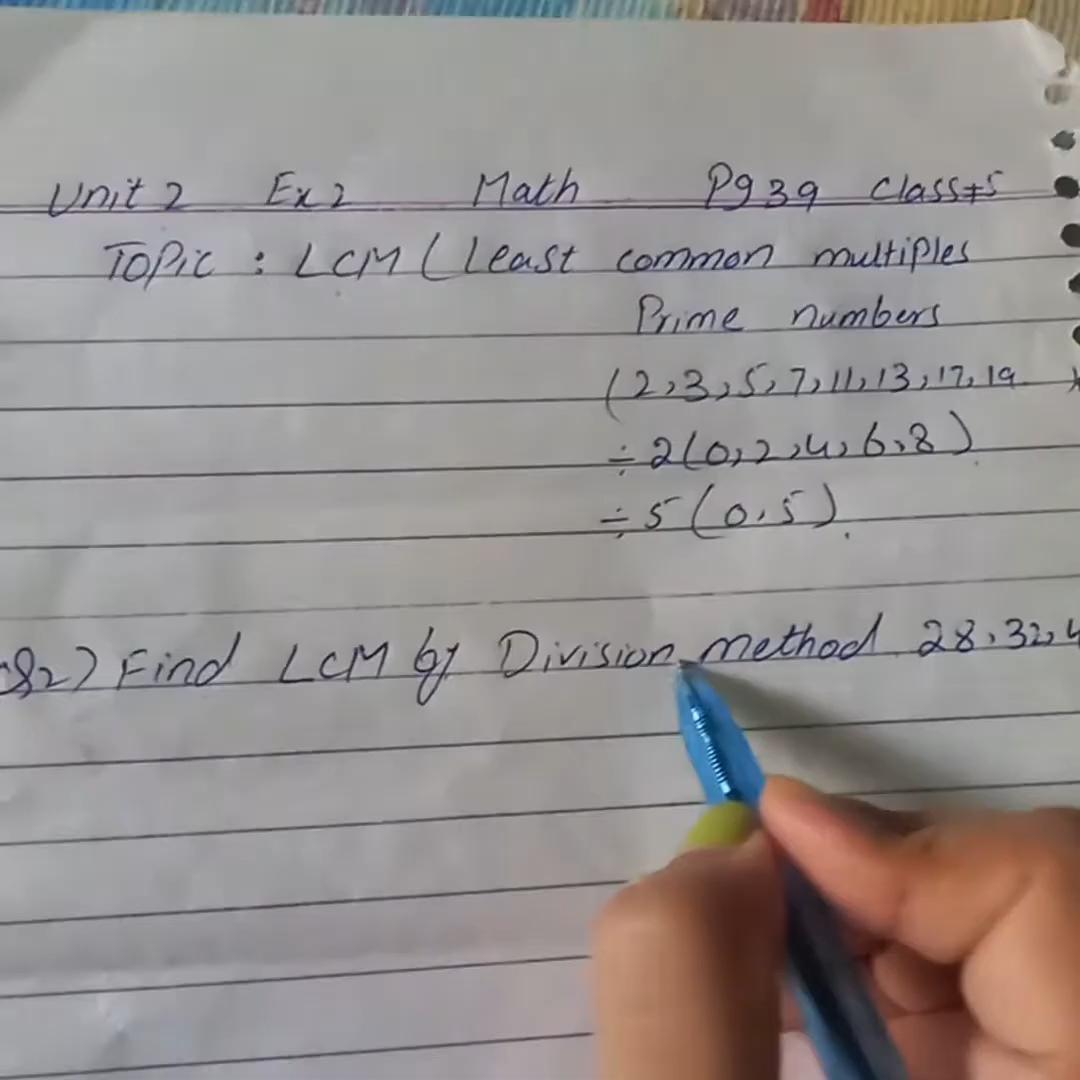 Unit 2 Ex 2 Math Pg 39 Class 5
Topic : LCM ( Least common multiples
Prime numbers
(2,3,5,7,11,13,17,19
÷ 2(0,2,4,6,8)
÷ 5(0,5).
Find LCM by Division method 28,32,4